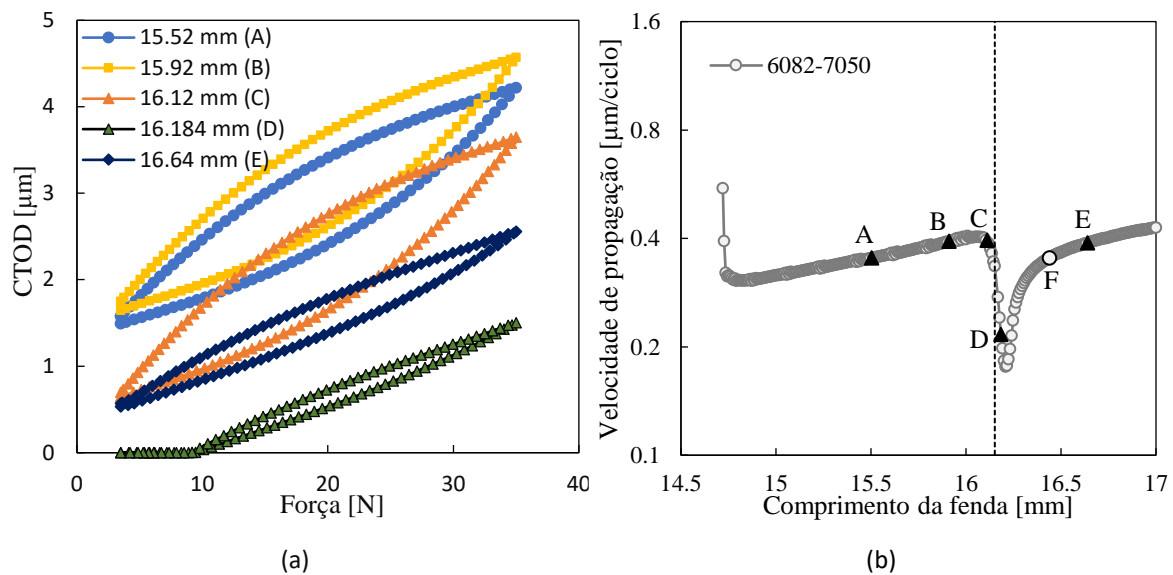 5
4
3
2
1
0
0
10
20
30
40
CTOD [µm]
Força [N]
15.52 mm (A)
15.92 mm (B)
16.12 mm (C)
16.184 mm (D)
16.64 mm (E)
(a)
1.6
0.8
0.4
0.2
0.1
14.5
15
15.5
16
16.5
17
Velocidade de propagação [µm/ciclo]
Comprimento da fenda [mm]
6082-7050
A
B
C
D
E
F
(b)